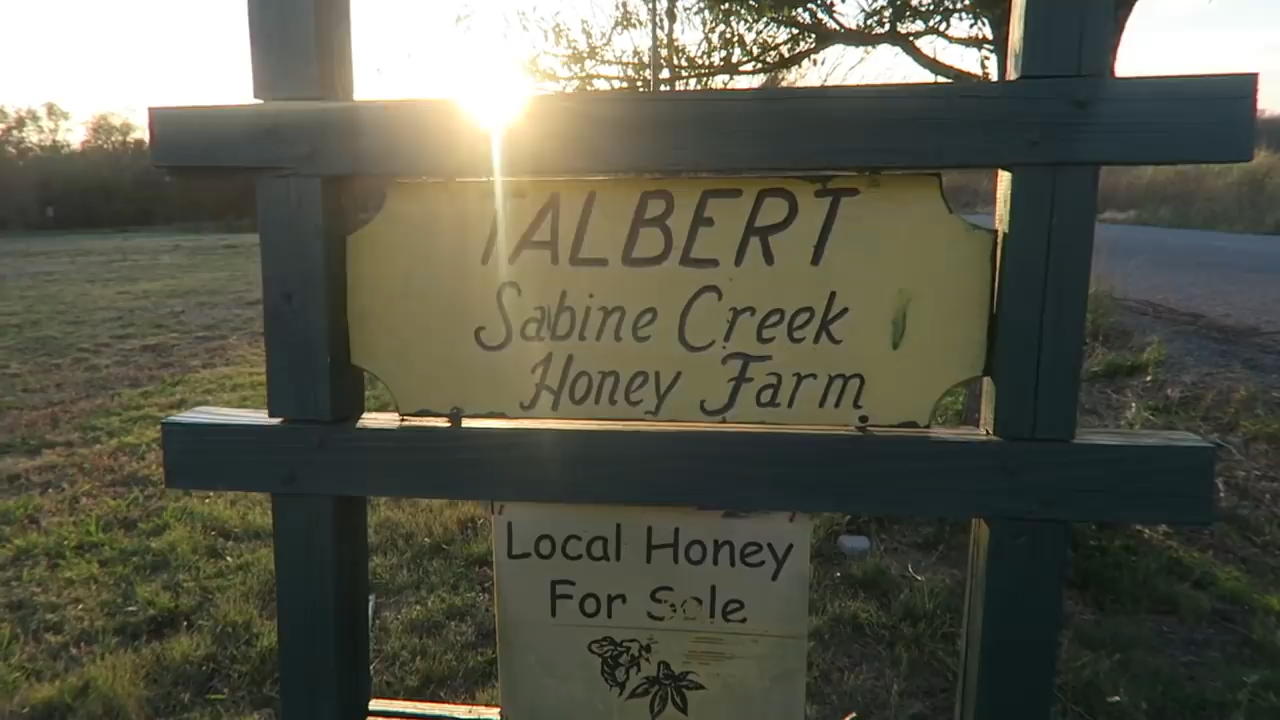 TALBERT
Sabine Creek
Honey Farm
Local Honey
For Sale